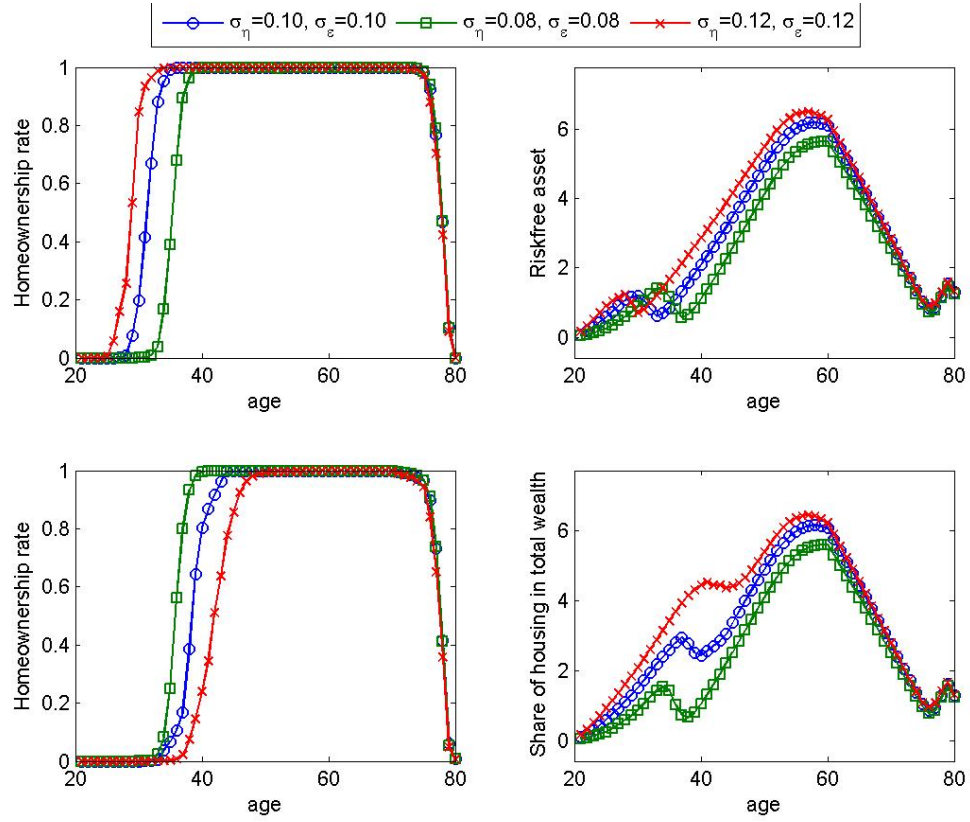 σ_η=0.10, σ_ε=0.10 σ_η=0.08, σ_ε=0.08 σ_η=0.12, σ_ε=0.12
Homeownership rate
1
0.8
0.6
0.4
0.2
0
20 40 60 80
age
Riskfree asset
6
4
2
0
20 40 60 80
age
Homeownership rate
1
0.8
0.6
0.4
0.2
0
20 40 60 80
age
Share of housing in total wealth
6
4
2
0
20 40 60 80
age